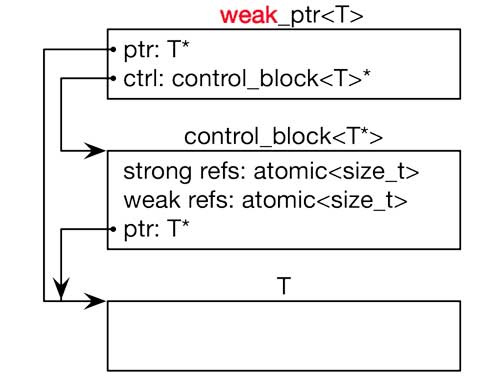 weak_ptr<T>
ptr: T*
ctrl: control_block<T>*
control_block<T*>
strong refs: atomic<size_t>
weak refs: atomic<size_t>
ptr: T*
T